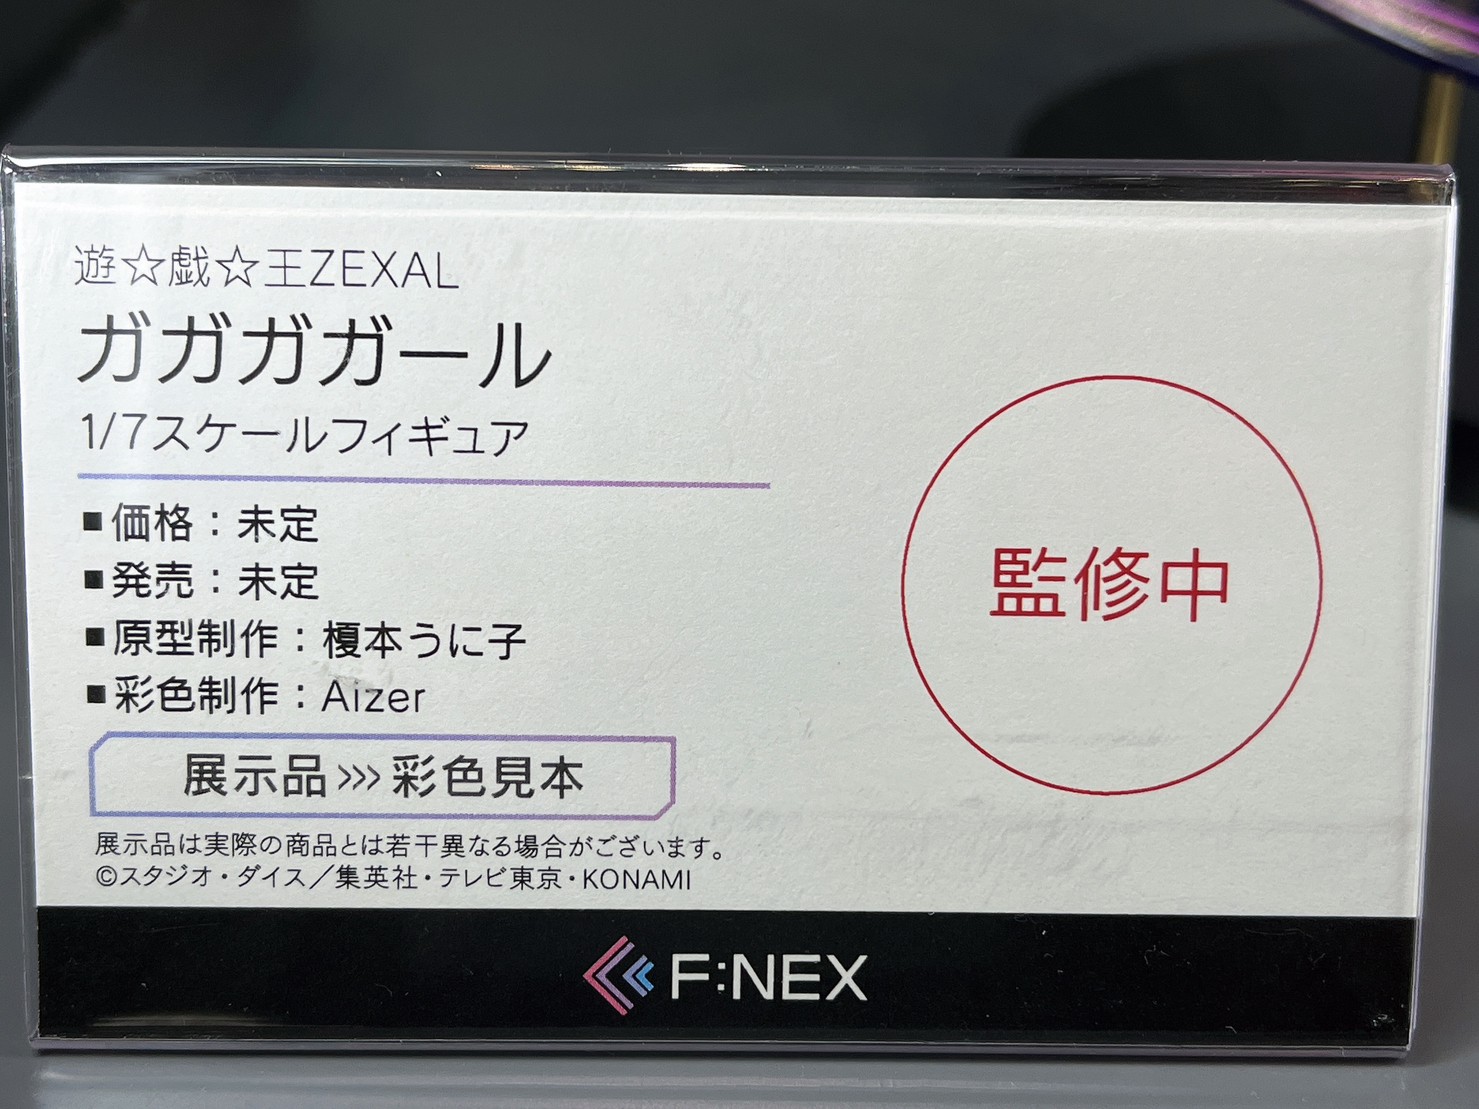 遊☆戯☆王ZEXAL
ガガガガール
1/7スケールフィギュア
■価格：未定
■発売：未定
■原型制作：榎本うに子
■彩色制作：Aizer
展示品>>>彩色見本
展示品は実際の商品とは若干異なる場合がございます。
©スタジオ・ダイス／集英社・テレビ東京・KONAMI
監修中
F:NEX